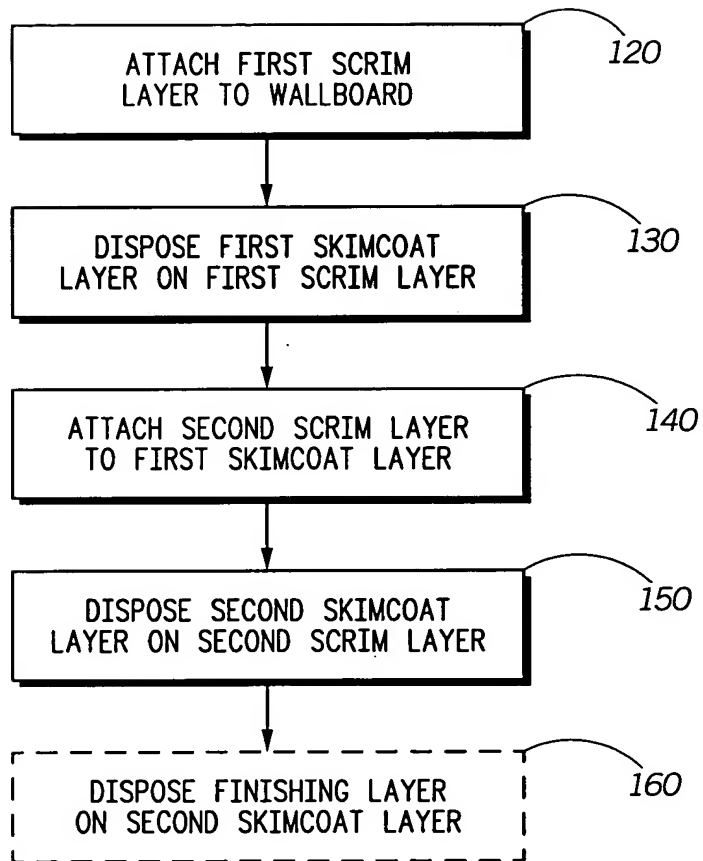 ATTACH FIRST SCRIM
LAYER TO WALLBOARD
120
DISPOSE FIRST SKIMCOAT
LAYER ON FIRST SCRIM LAYER
130
ATTACH SECOND SCRIM LAYER
TO FIRST SKIMCOAT LAYER
140
DISPOSE SECOND SKIMCOAT
LAYER ON SECOND SCRIM LAYER
150
DISPOSE FINISHING LAYER
ON SECOND SKIMCOAT LAYER
160